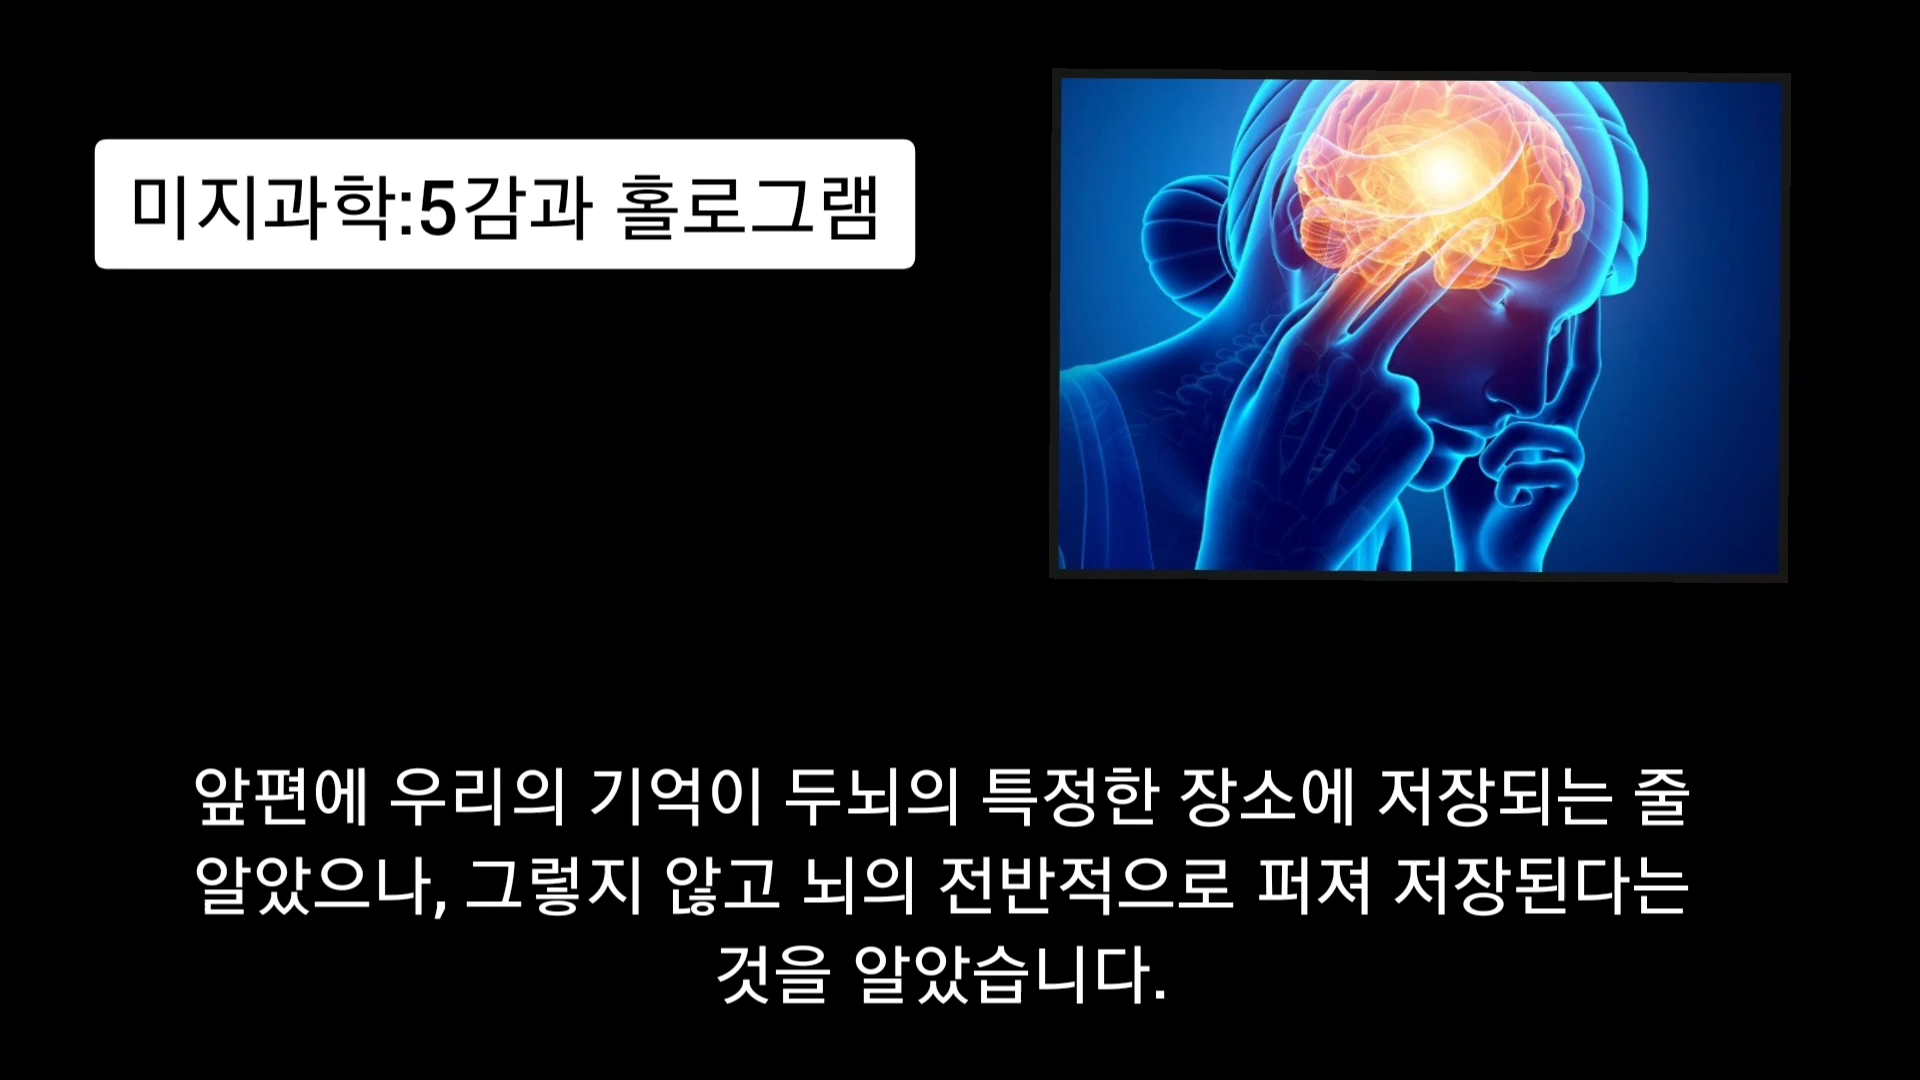 미지과학:5감과 홀로그램
앞편에 우리의 기억이 두뇌의 특정한 장소에 저장되는 줄
알았으나, 그렇지 않고 뇌의 전반적으로 퍼져 저장된다는
것을 알았습니다.